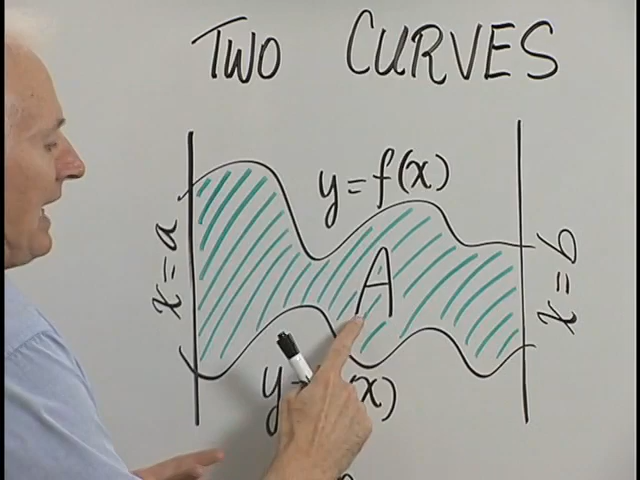 TWO CURVES
y = f(x)
x = a
A
x = b
y = (x)